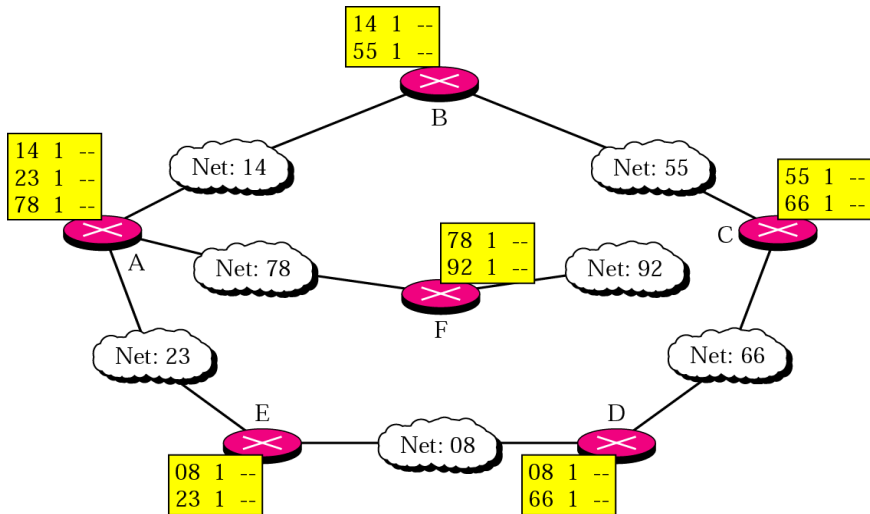 14 1 --
55 1 --
B
14 1 --
23 1 --
78 1 --
A
Net: 14
Net: 55
55 1 --
66 1 --
C
Net: 78
78 1 --
92 1 --
F
Net: 92
Net: 23
Net: 66
E
08 1 --
23 1 --
Net: 08
D
08 1 --
66 1 --